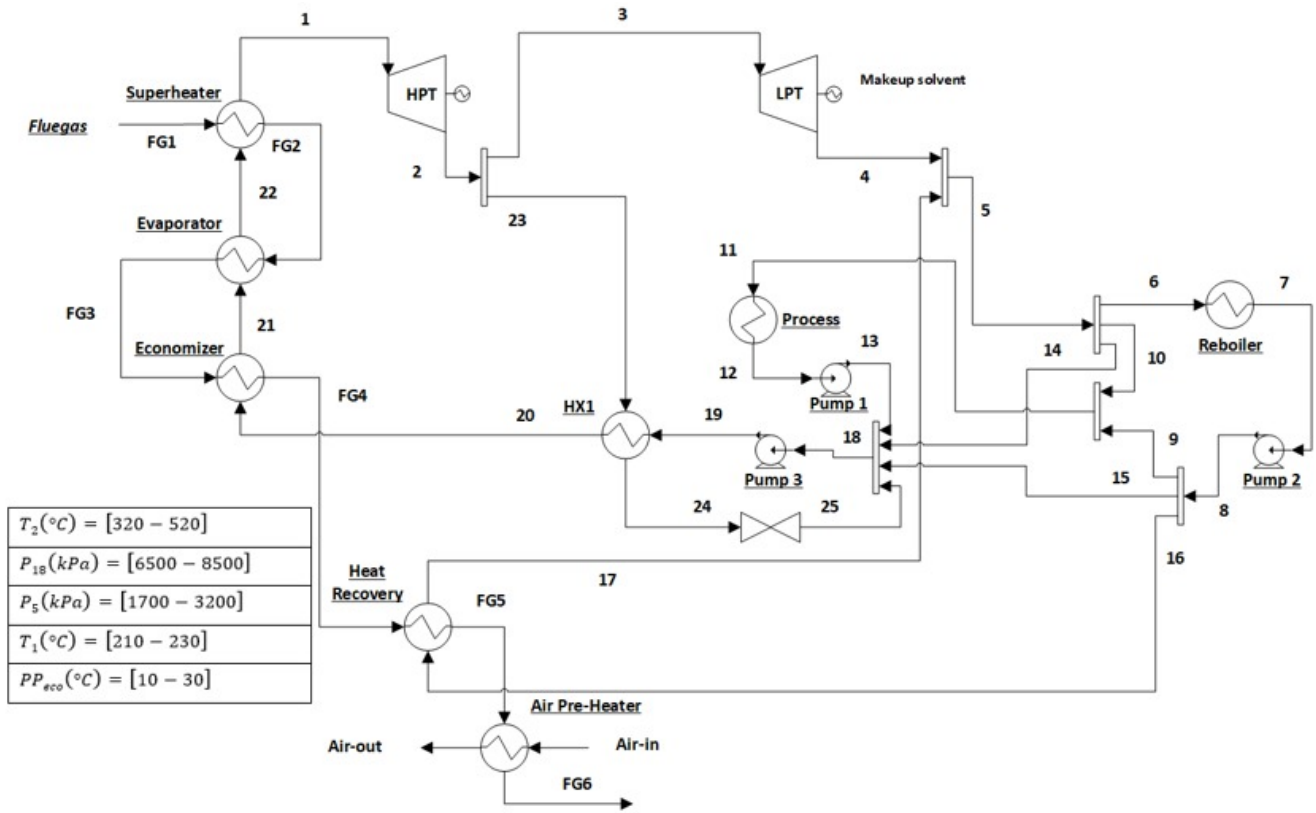 1
3
Superheater
HPT
LPT
Makeup solvent
Fluegas
FG1
FG2
2
4
22
5
23
Evaporator
11
6
7
FG3
21
Process
13
14
10
Reboiler
Economizer
12
FG4
Pump 1
20
HX1
19
18
9
Pump 3
15
Pump 2
8
24
25
16
T₂(°C) = [320 − 520]
P₁₈(kPa) = [6500 − 8500]
P₅(kPa) = [1700 − 3200]
T₁(°C) = [210 − 230]
PPₑcₒ(°C) = [10 − 30]
Heat
Recovery
17
FG5
Air Pre-Heater
Air-out
Air-in
FG6